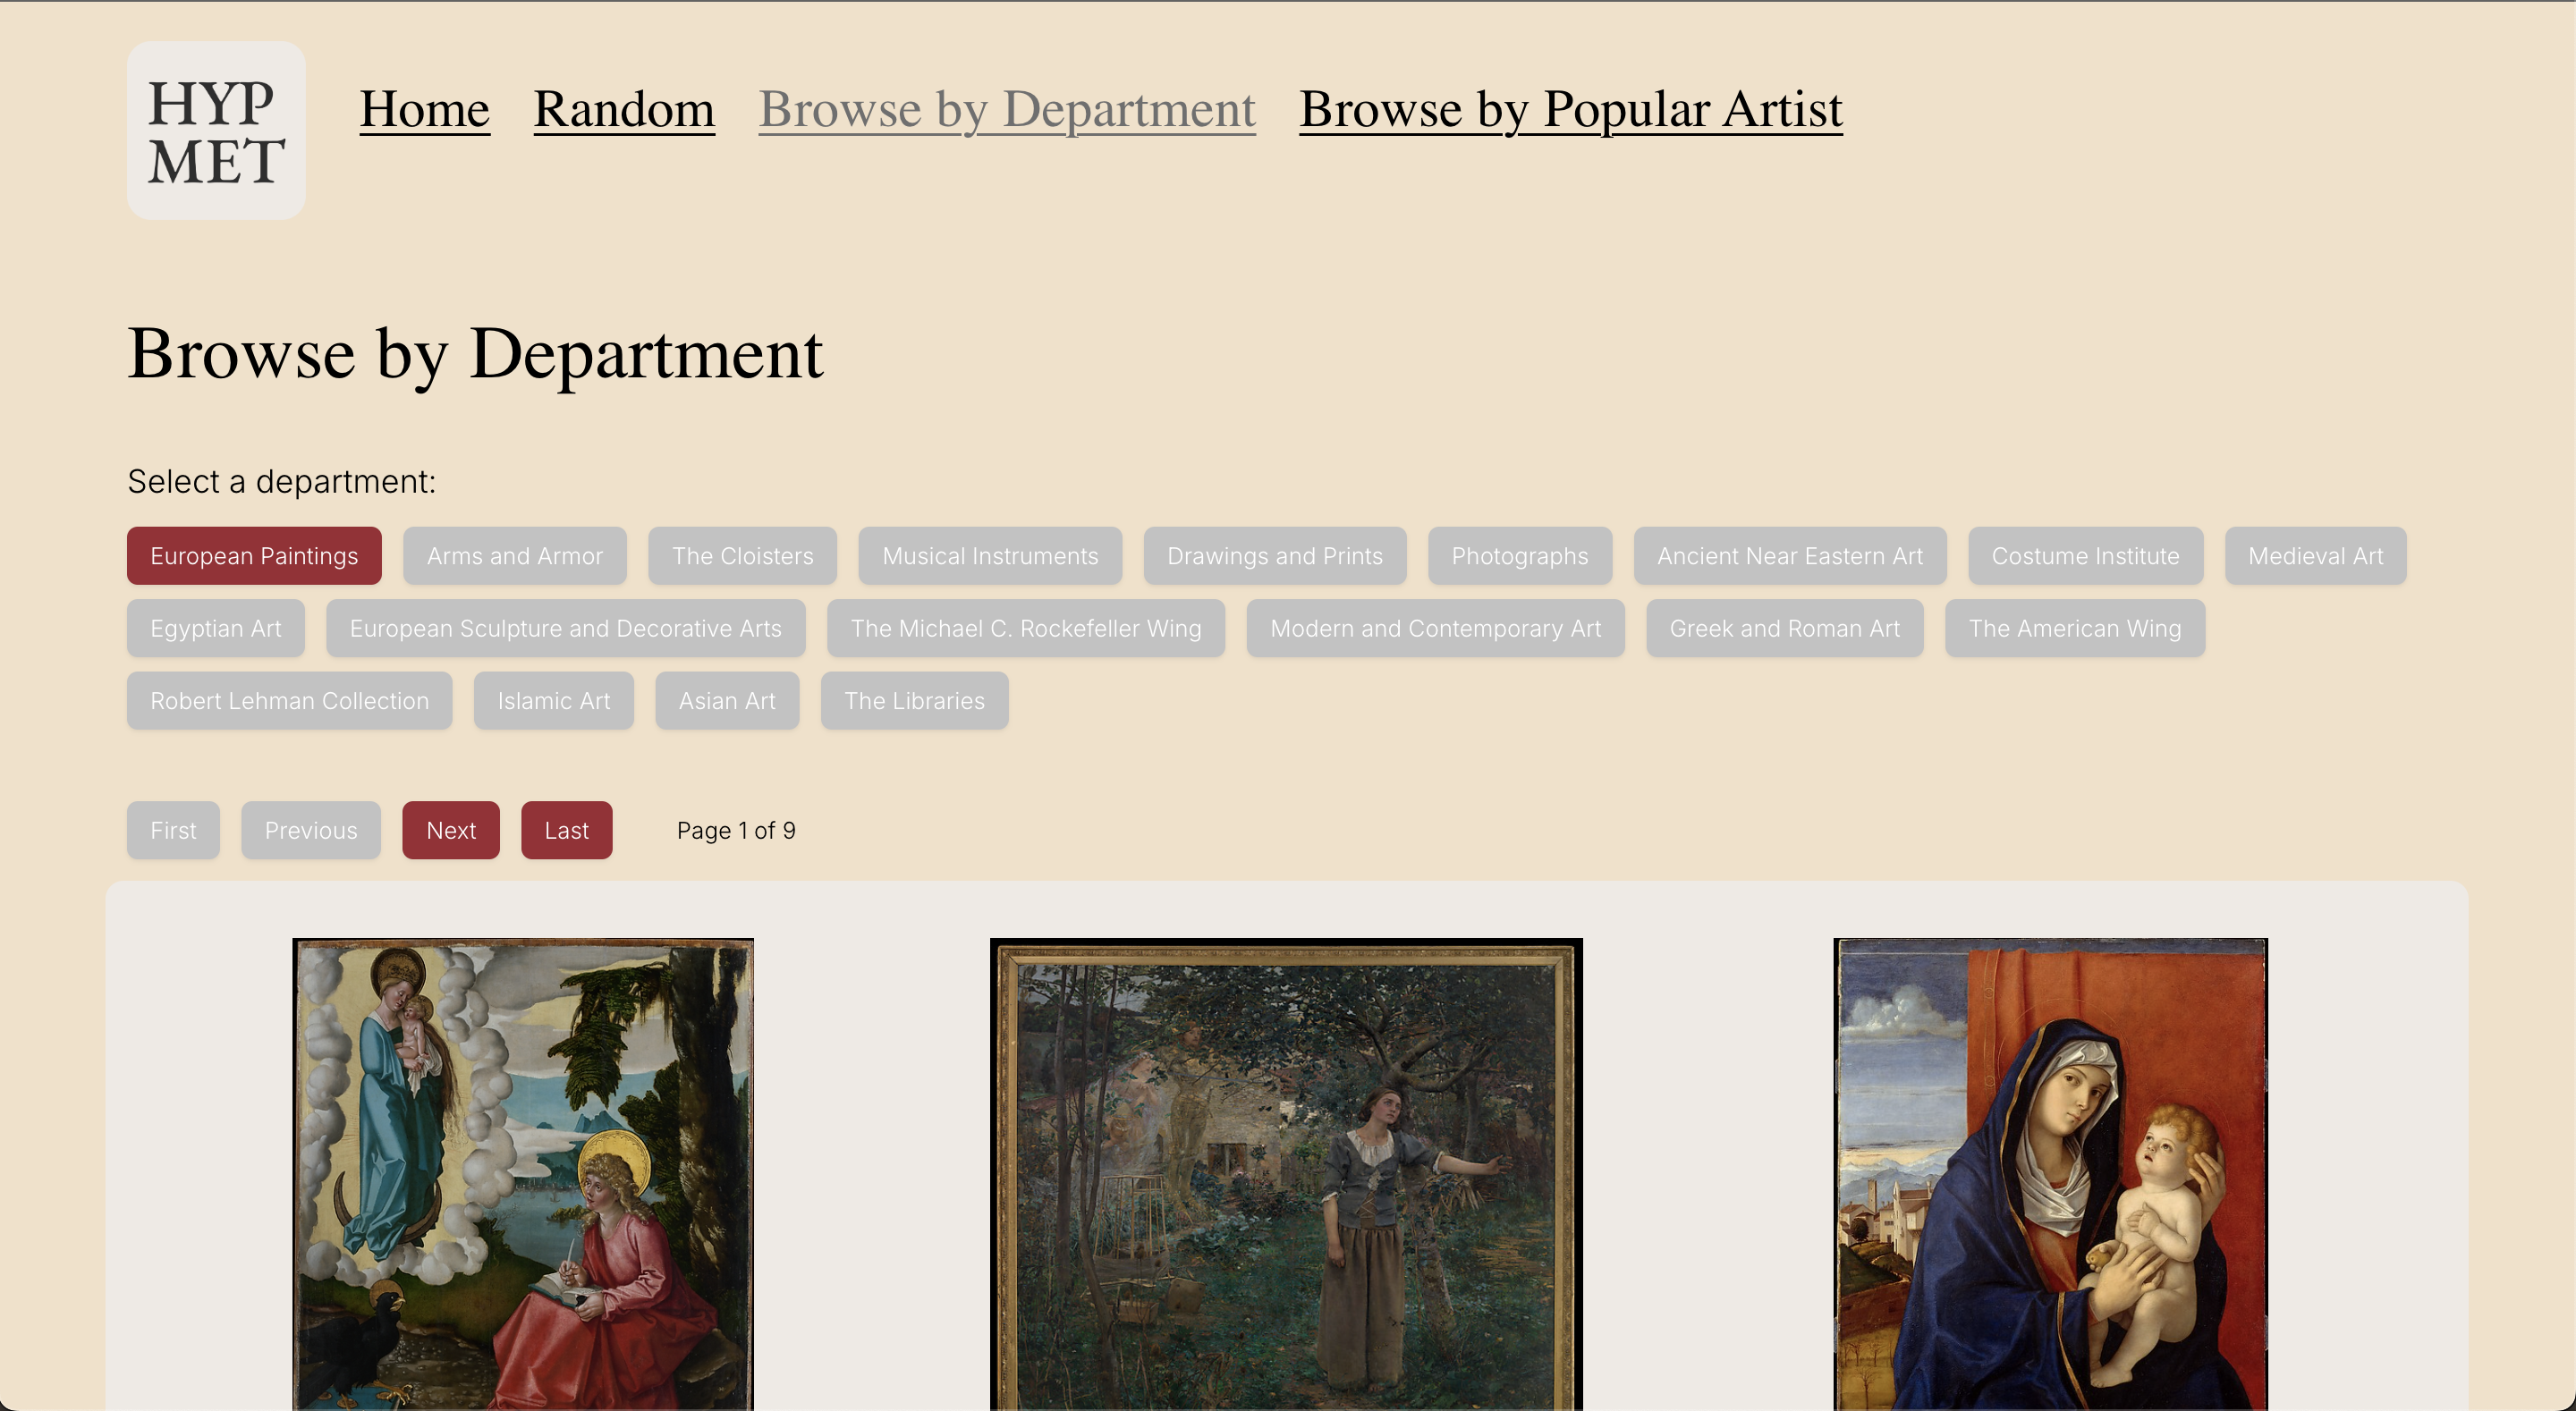 HYP
MET
Home Random Browse by Department Browse by Popular Artist
Browse by Department
Select a department:
European Paintings Arms and Armor The Cloisters Musical Instruments Drawings and Prints Photographs Ancient Near Eastern Art Costume Institute Medieval Art
Egyptian Art European Sculpture and Decorative Arts The Michael C. Rockefeller Wing Modern and Contemporary Art Greek and Roman Art The American Wing
Robert Lehman Collection Islamic Art Asian Art The Libraries
First Previous Next Last Page 1 of 9